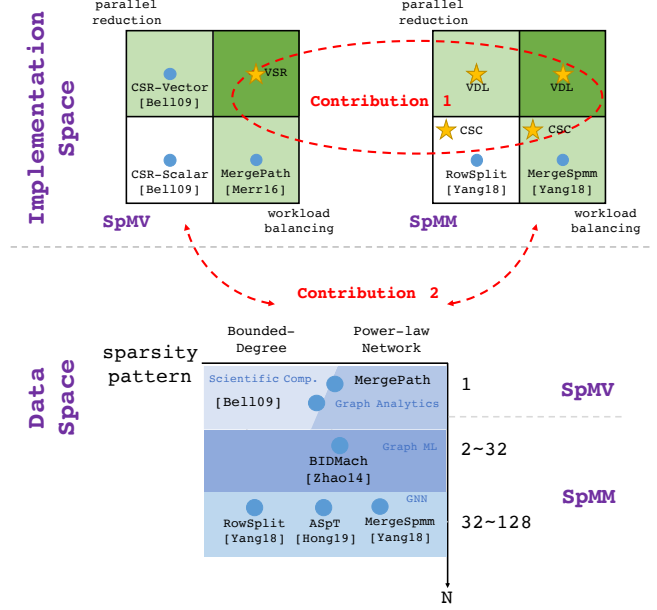 parallel
reduction
parallel
reduction
Implementation
Space
VSR
CSR-Vector
[Bell09]
VDL
VDL
Contribution 1
CSC
CSC
CSR-Scalar
[Bell09]
MergePath
[Merr16]
RowSplit
[Yang18]
MergeSpmm
[Yang18]
SpMV
workload
balancing
SpMM
workload
balancing
Contribution 2
Data
Space
Bounded-
Degree
Power-law
Network
sparsity
pattern
Scientific Comp.
MergePath
[Bell09]
Graph Analytics
1
SpMV
Graph ML
BIDMach
[Zhao14]
2~32
SpMM
GNN
RowSplit
[Yang18]
ASpT
[Hong19]
MergeSpmm
[Yang18]
32~128
N